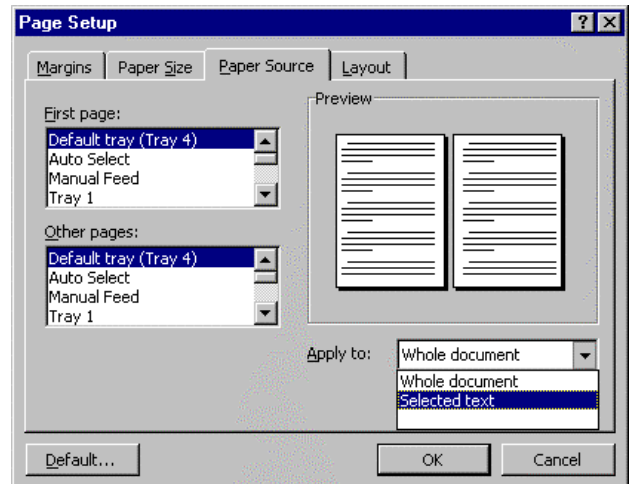 Page Setup
Margins Paper Size Paper Source Layout
First page:
Default tray (Tray 4)
Auto Select
Manual Feed
Tray 1
Other pages:
Default tray (Tray 4)
Auto Select
Manual Feed
Tray 1
Preview
Apply to: Whole document
Whole document
Selected text
Default... OK Cancel